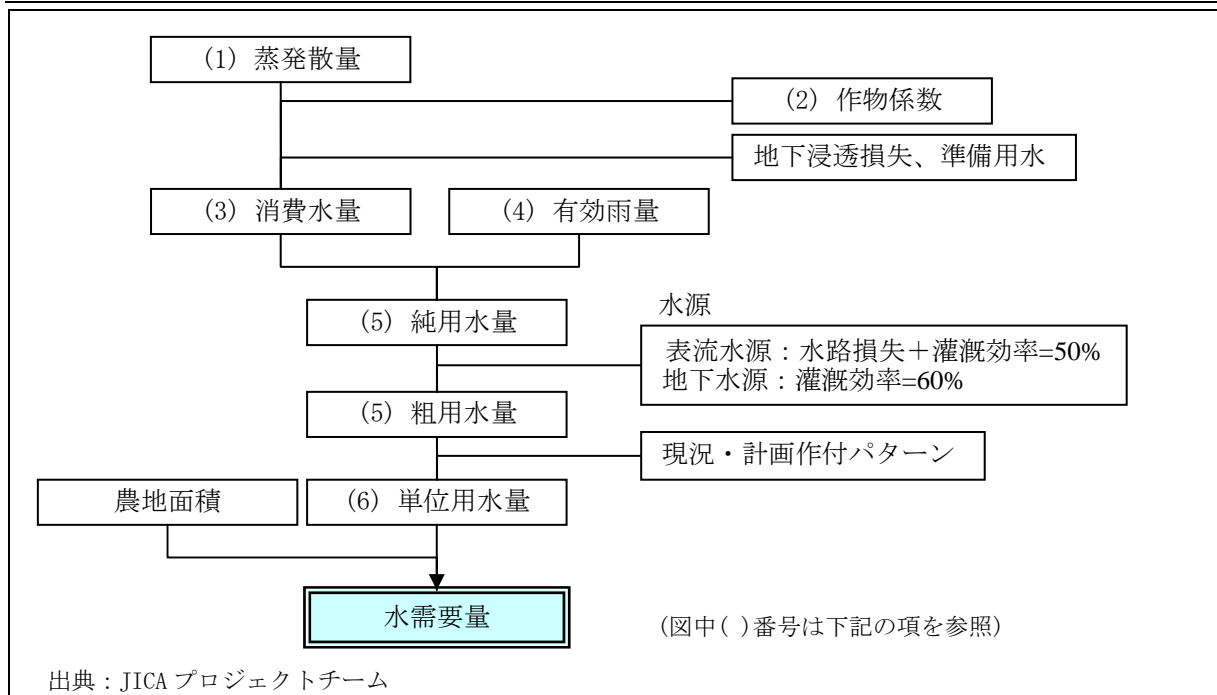 (1) 蒸発散量
(2) 作物係数
地下浸透損失、準備用水
(3) 消費水量
(4) 有効雨量
(5) 純用水量
水源
表流水源：水路損失＋灌漑効率=50%
地下水源：灌漑効率=60%
(5) 粗用水量
現況・計画作付パターン
農地面積
(6) 単位用水量
水需要量
(図中( )番号は下記の項を参照)
出典：JICA プロジェクトチーム